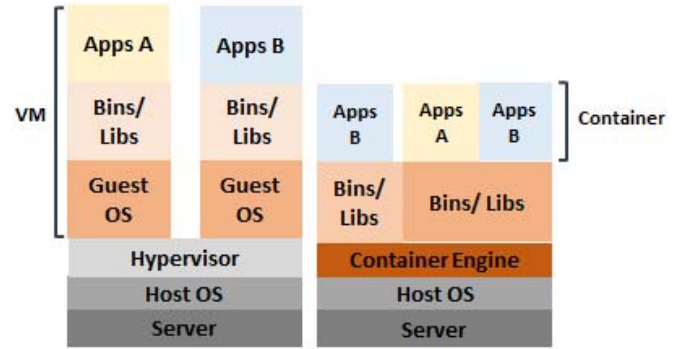 Apps A
Apps B
VM
Bins/
Libs
Bins/
Libs
Guest
OS
Guest
OS
Hypervisor
Host OS
Server
Apps
B
Apps
A
Apps
B
Container
Bins/
Libs
Bins/ Libs
Container Engine
Host OS
Server